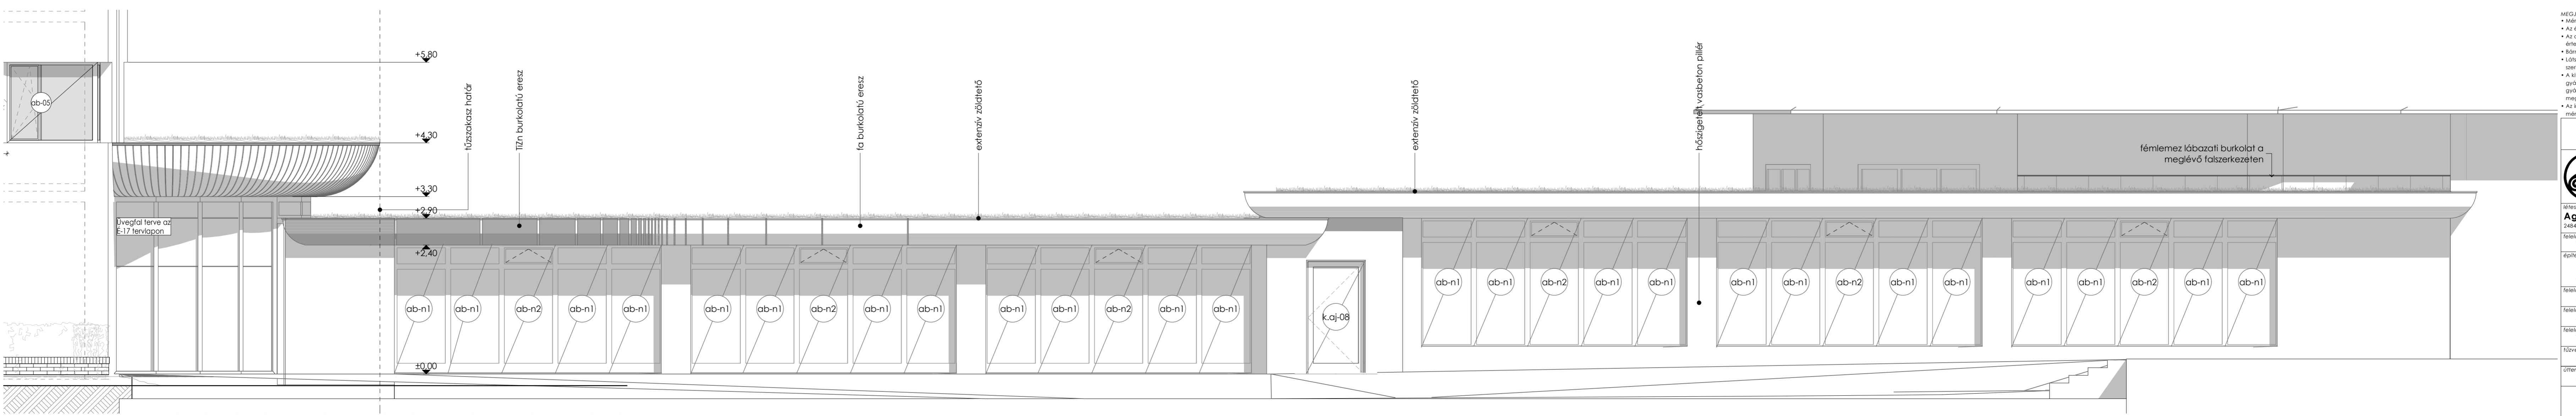 ab-05
+5,80
+4,30
+3,30
+2,90
+2,40
±0,00
Üvegfal terve az
É-17 tervlapon
tűzszakasz határ
TiZn burkolatú eresz
fa burkolatú eresz
extenzív zöldtető
extenzív zöldtető
hőszigetelt vasbeton pillér
fémlemez lábazati burkolat a
meglévő falszerkezeten
ab-n1 ab-n1 ab-n2 ab-n1 ab-n1
ab-n1 ab-n1 ab-n2 ab-n1 ab-n1
ab-n1 ab-n1 ab-n2 ab-n1 ab-n1
k.aj-08
ab-n1 ab-n1 ab-n2 ab-n1 ab-n1
ab-n1 ab-n1 ab-n2 ab-n1 ab-n1
ab-n1 ab-n1 ab-n2 ab-n1 ab-n1
Ag
2484